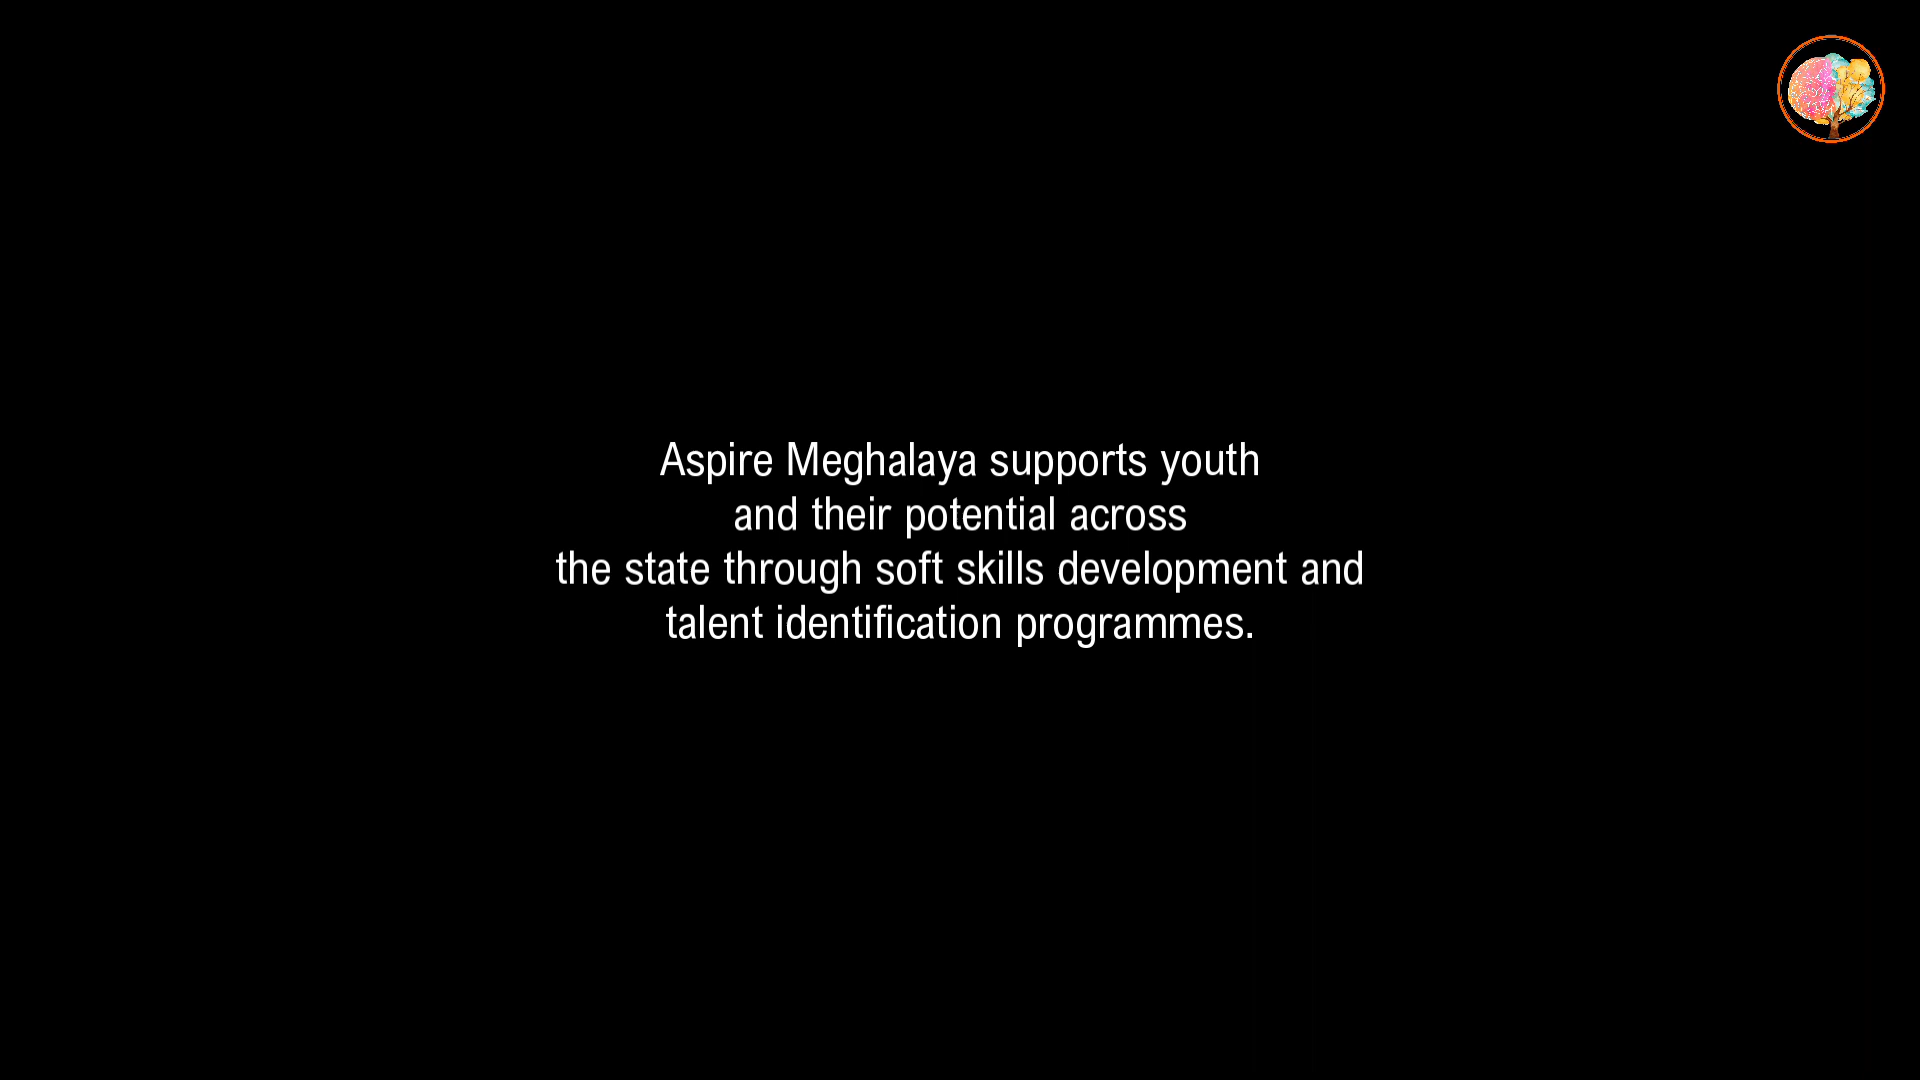 Aspire Meghalaya supports youth
and their potential across
the state through soft skills development and
talent identification programmes.